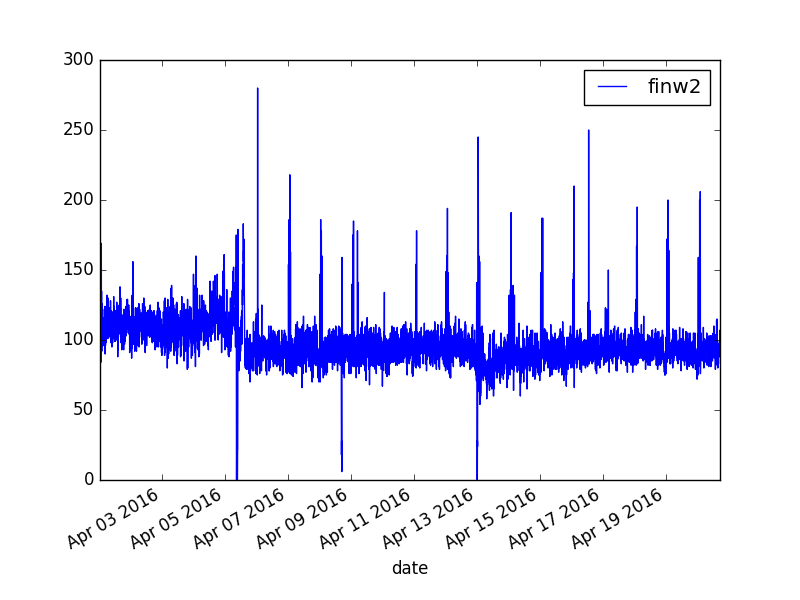 300
finw2
250
200
150
100
50
0
Apr 03 2016
Apr 05 2016
Apr 07 2016
Apr 09 2016
Apr 11 2016
Apr 13 2016
Apr 15 2016
Apr 17 2016
Apr 19 2016
date